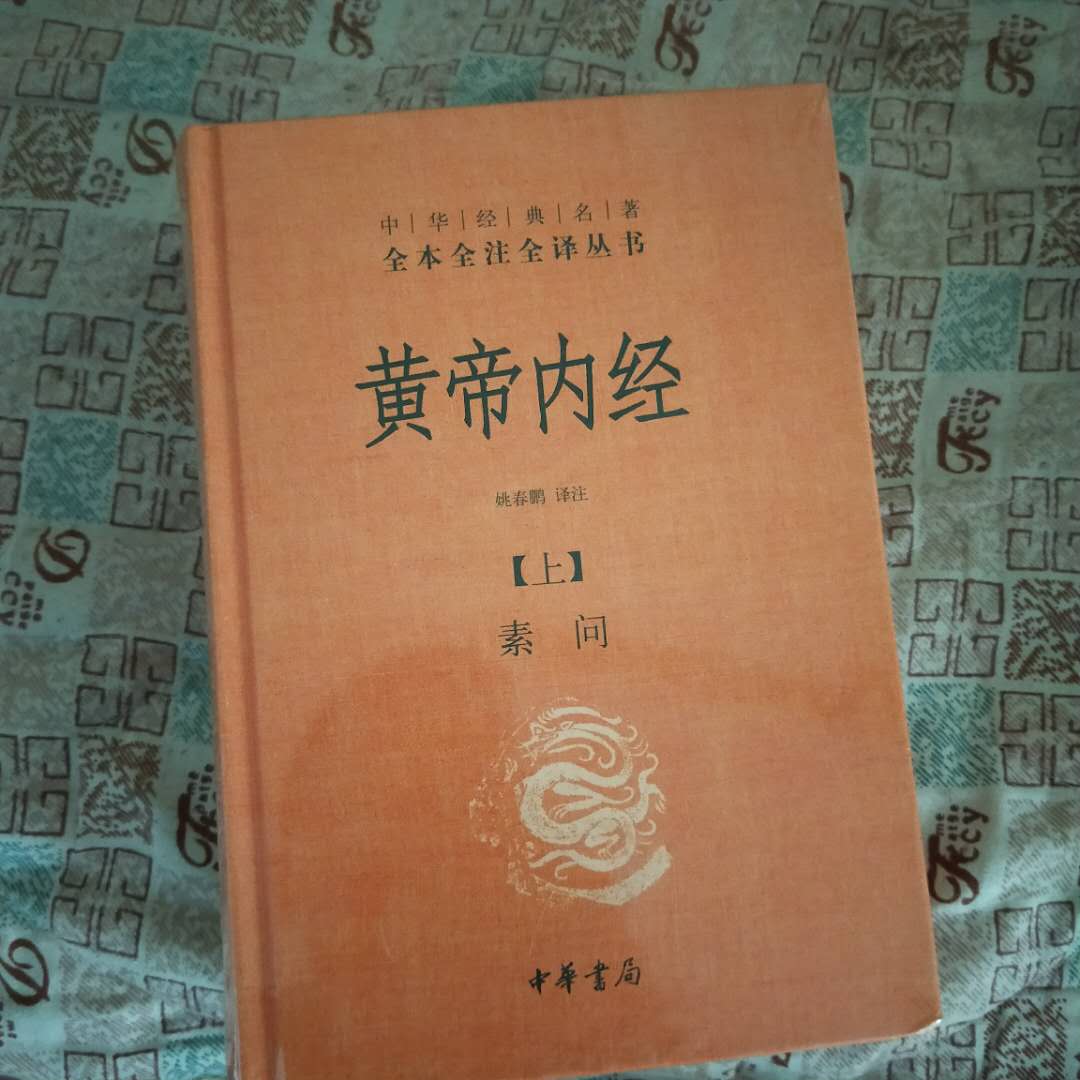 中|华|经|典|名|著
全本全注全译丛书
黄帝内经
姚春鹏 译注
【上】
素 问
中華書局